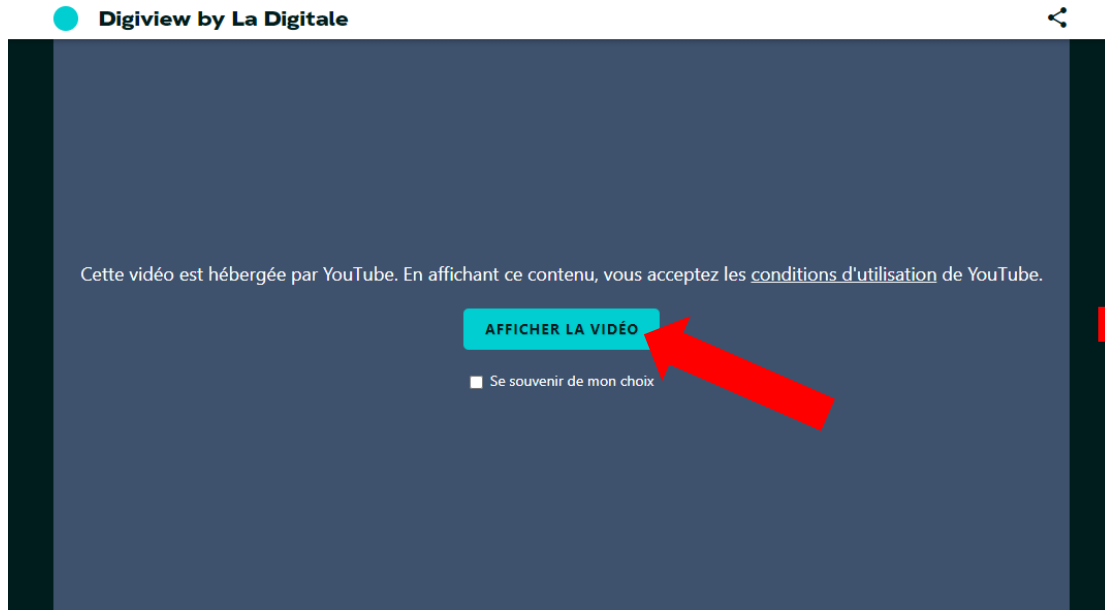 Digiview by La Digitale
Cette vidéo est hébergée par YouTube. En affichant ce contenu, vous acceptez les conditions d'utilisation de YouTube.
AFFICHER LA VIDÉO
Se souvenir de mon choix